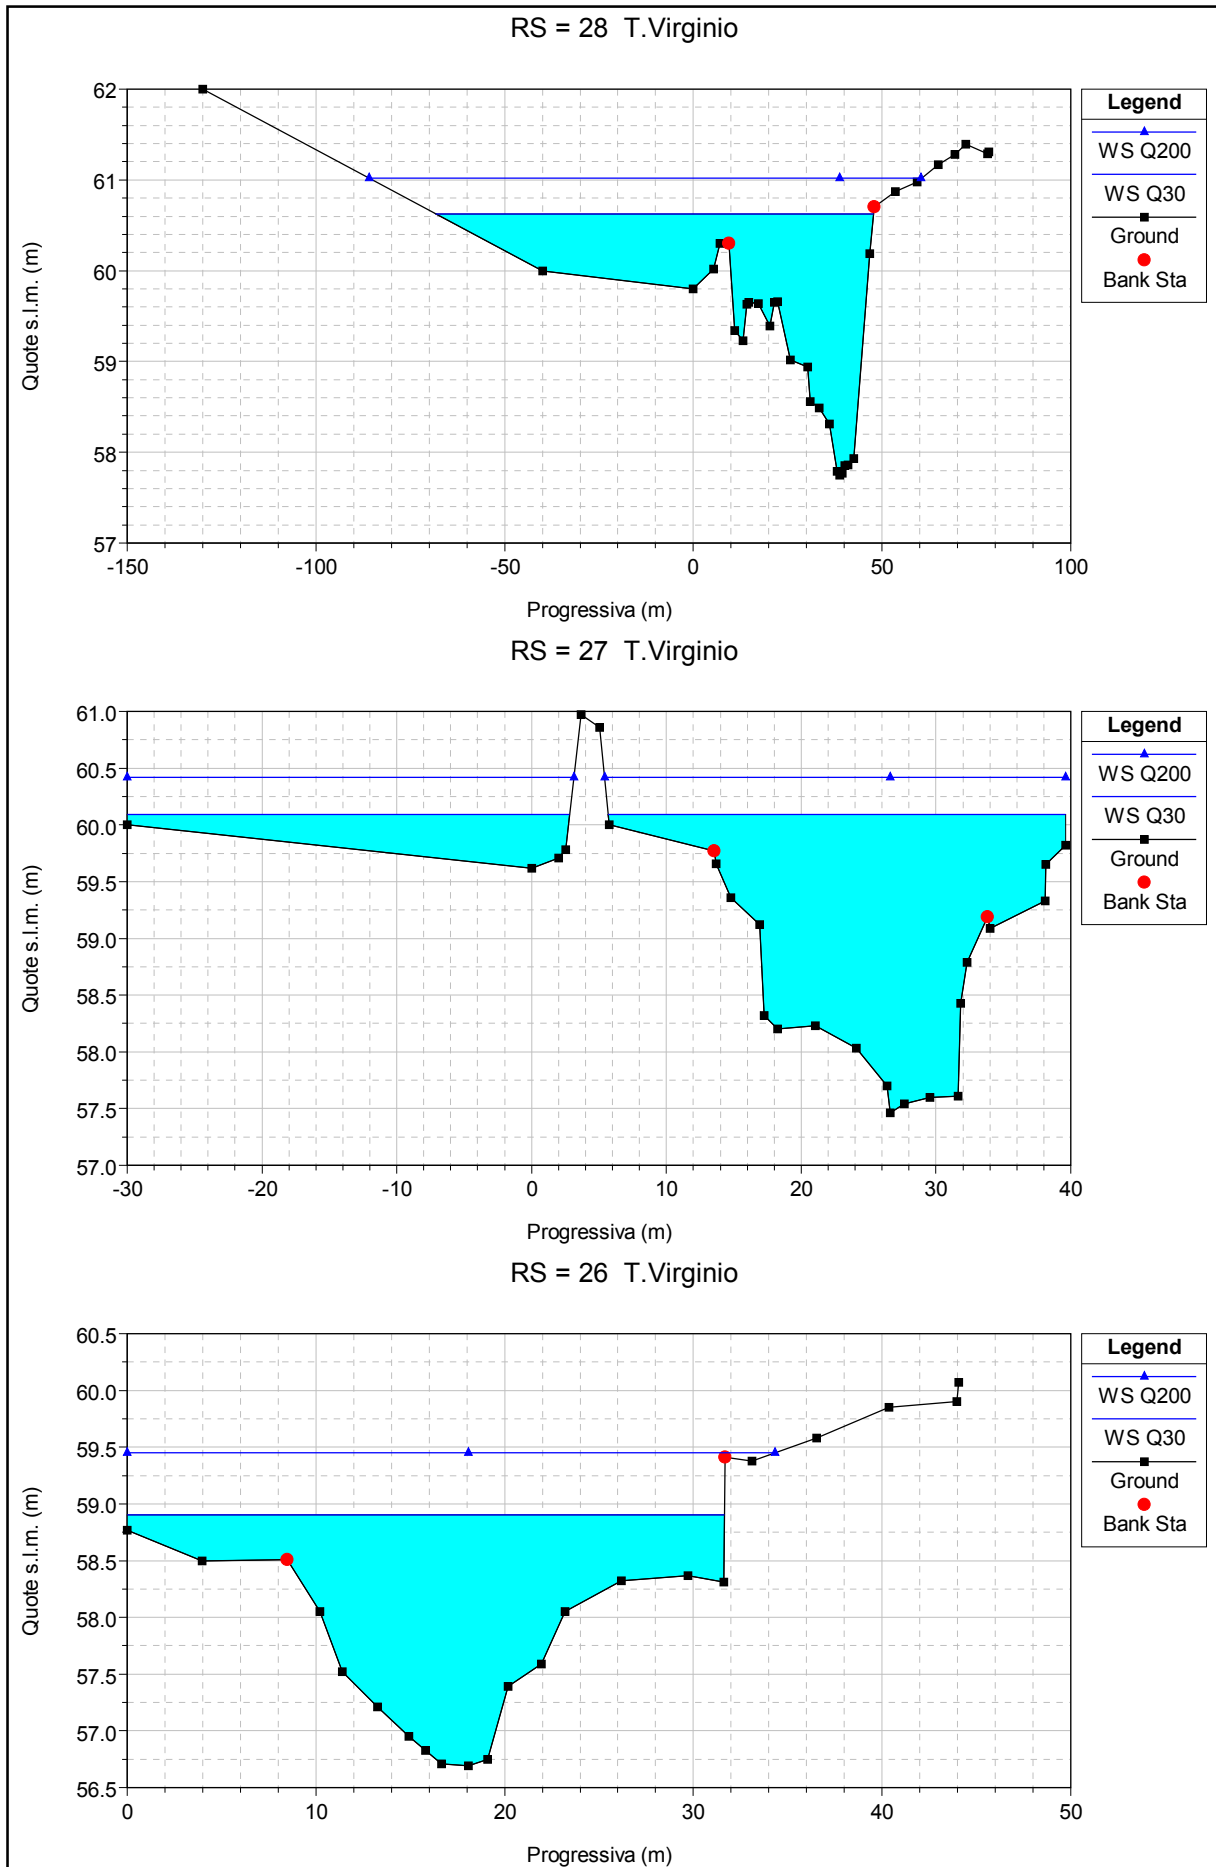 RS = 28 T.Virginio
62
61
60
59
58
57
-150
-100
-50
0
50
100
Quote s.l.m. (m)
Progressiva (m)
Legend
WS Q200
WS Q30
Ground
Bank Sta
RS = 27 T.Virginio
61.0
60.5
60.0
59.5
59.0
58.5
58.0
57.5
57.0
-30
-20
-10
0
10
20
30
40
Quote s.l.m. (m)
Progressiva (m)
Legend
WS Q200
WS Q30
Ground
Bank Sta
RS = 26 T.Virginio
60.5
60.0
59.5
59.0
58.5
58.0
57.5
57.0
56.5
0
10
20
30
40
50
Quote s.l.m. (m)
Progressiva (m)
Legend
WS Q200
WS Q30
Ground
Bank Sta